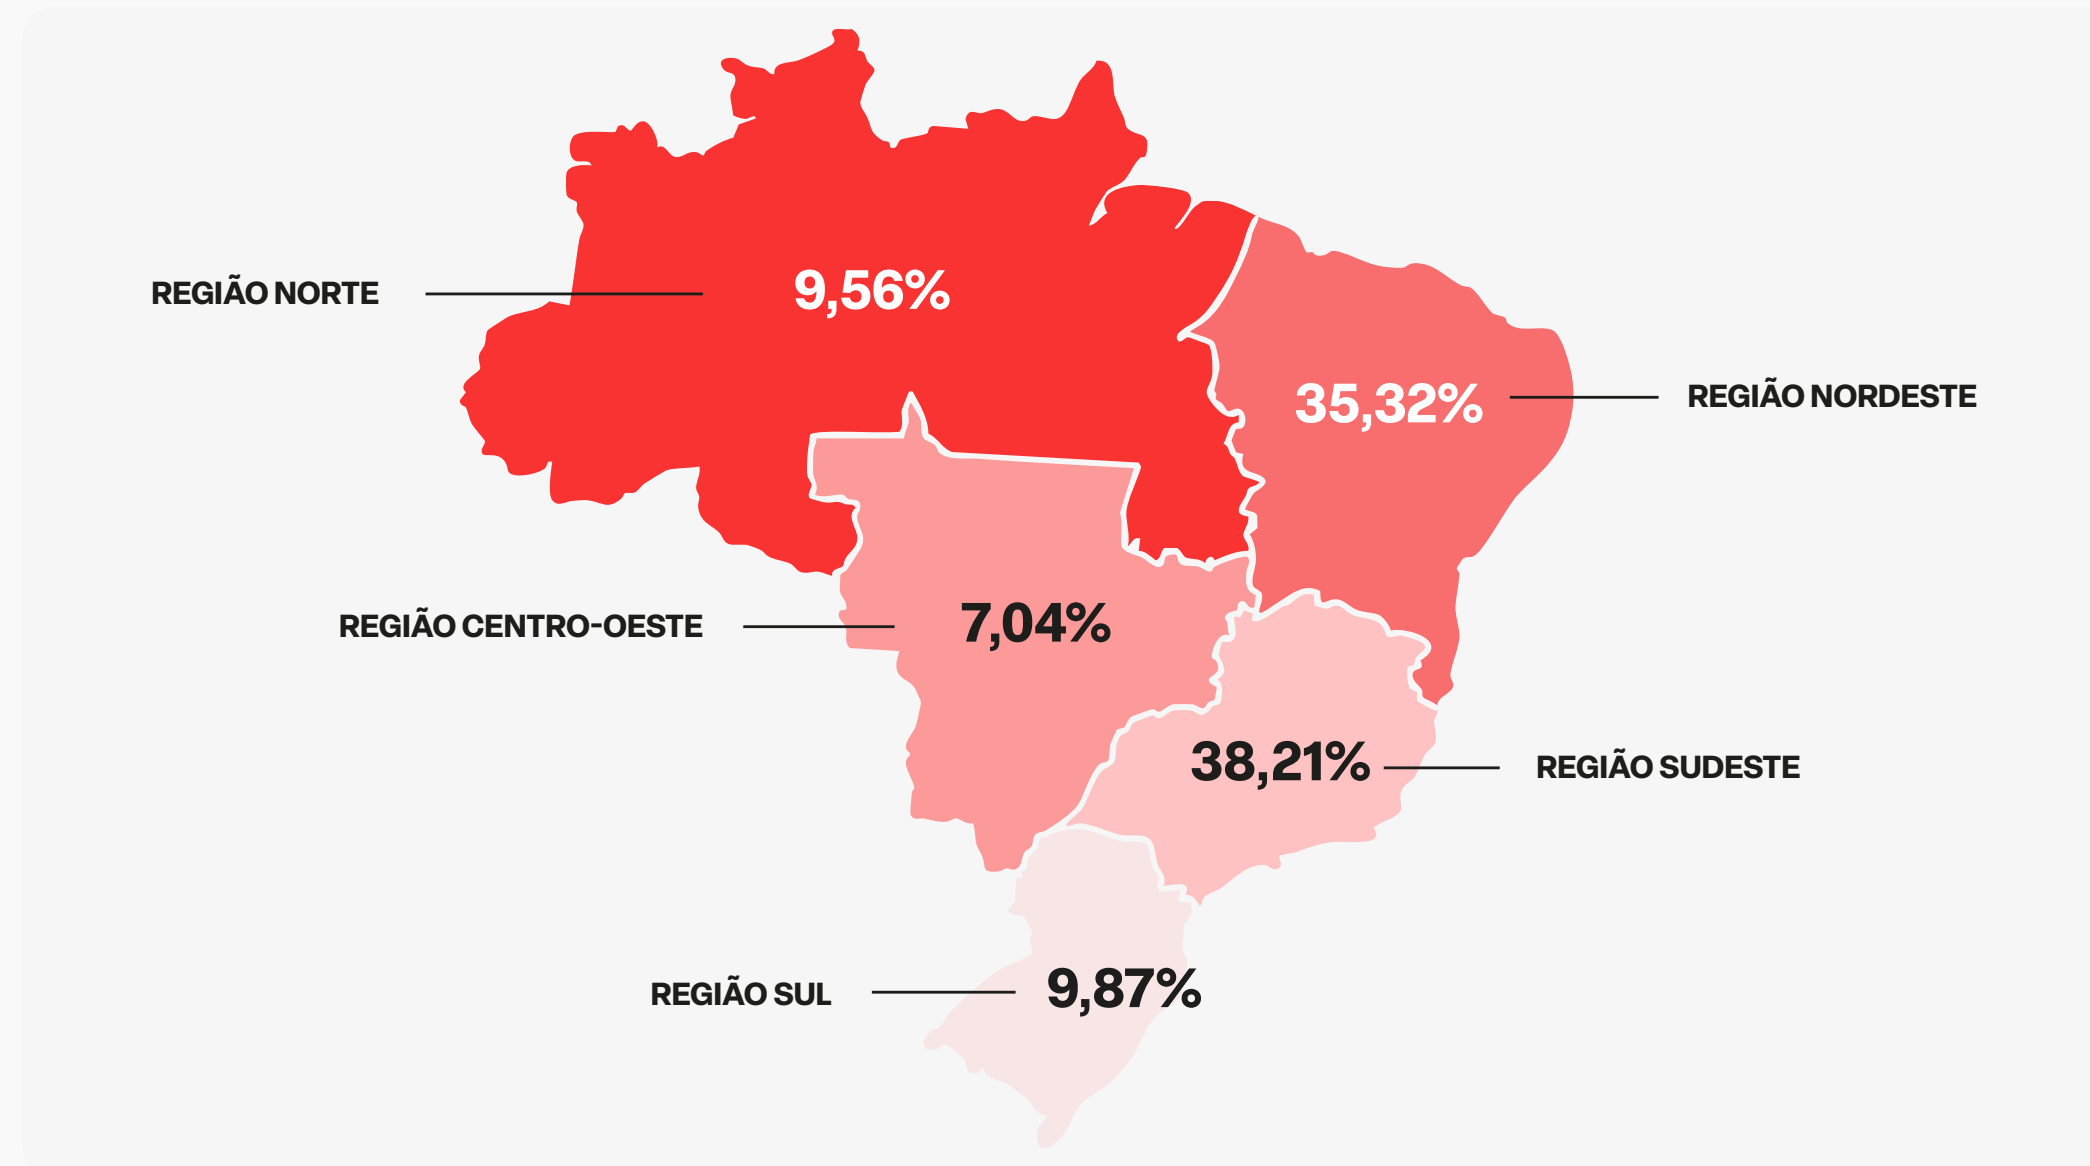 REGIÃO NORTE
9,56%
35,32%
REGIÃO NORDESTE
REGIÃO CENTRO-OESTE
7,04%
38,21%
REGIÃO SUDESTE
REGIÃO SUL
9,87%